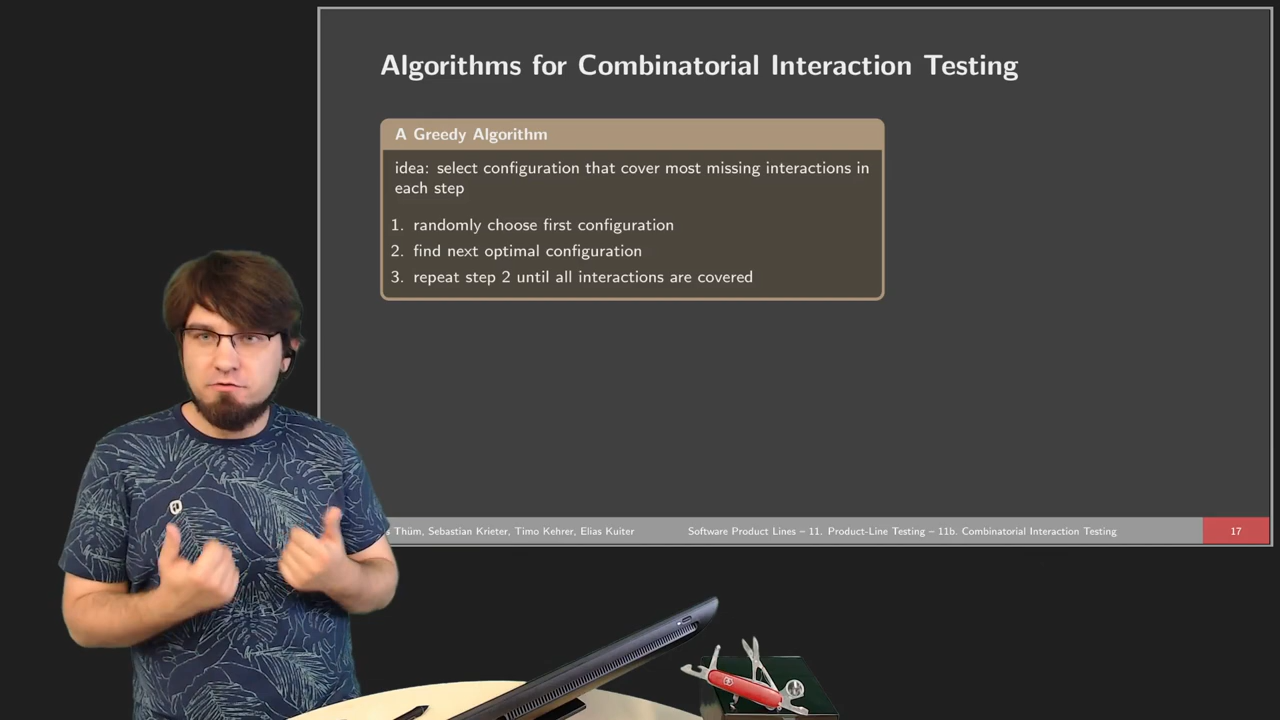 Algorithms for Combinatorial Interaction Testing
A Greedy Algorithm
idea: select configuration that cover most missing interactions in
each step
1. randomly choose first configuration
2. find next optimal configuration
3. repeat step 2 until all interactions are covered
Thüm, Sebastian Krieter, Timo Kehrer, Elias Kuiter
Software Product Lines – 11. Product-Line Testing – 11b. Combinatorial Interaction Testing
17